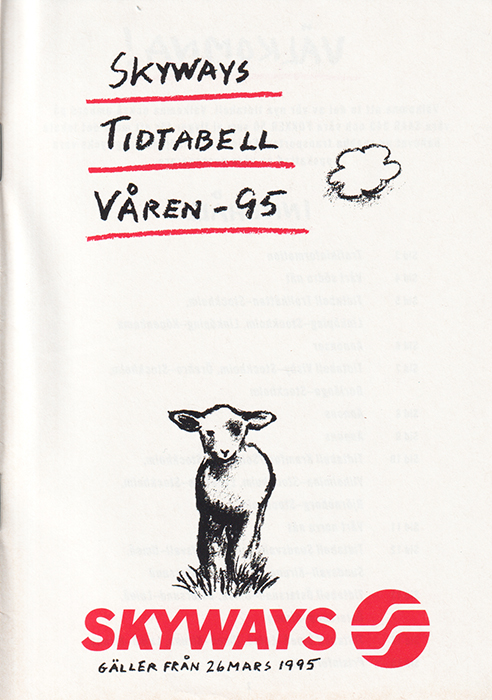 SKYWAYS
TIDTABELL
VÅREN-95
SKYWAYS
GÄLLER FRÅN 26 MARS 1995